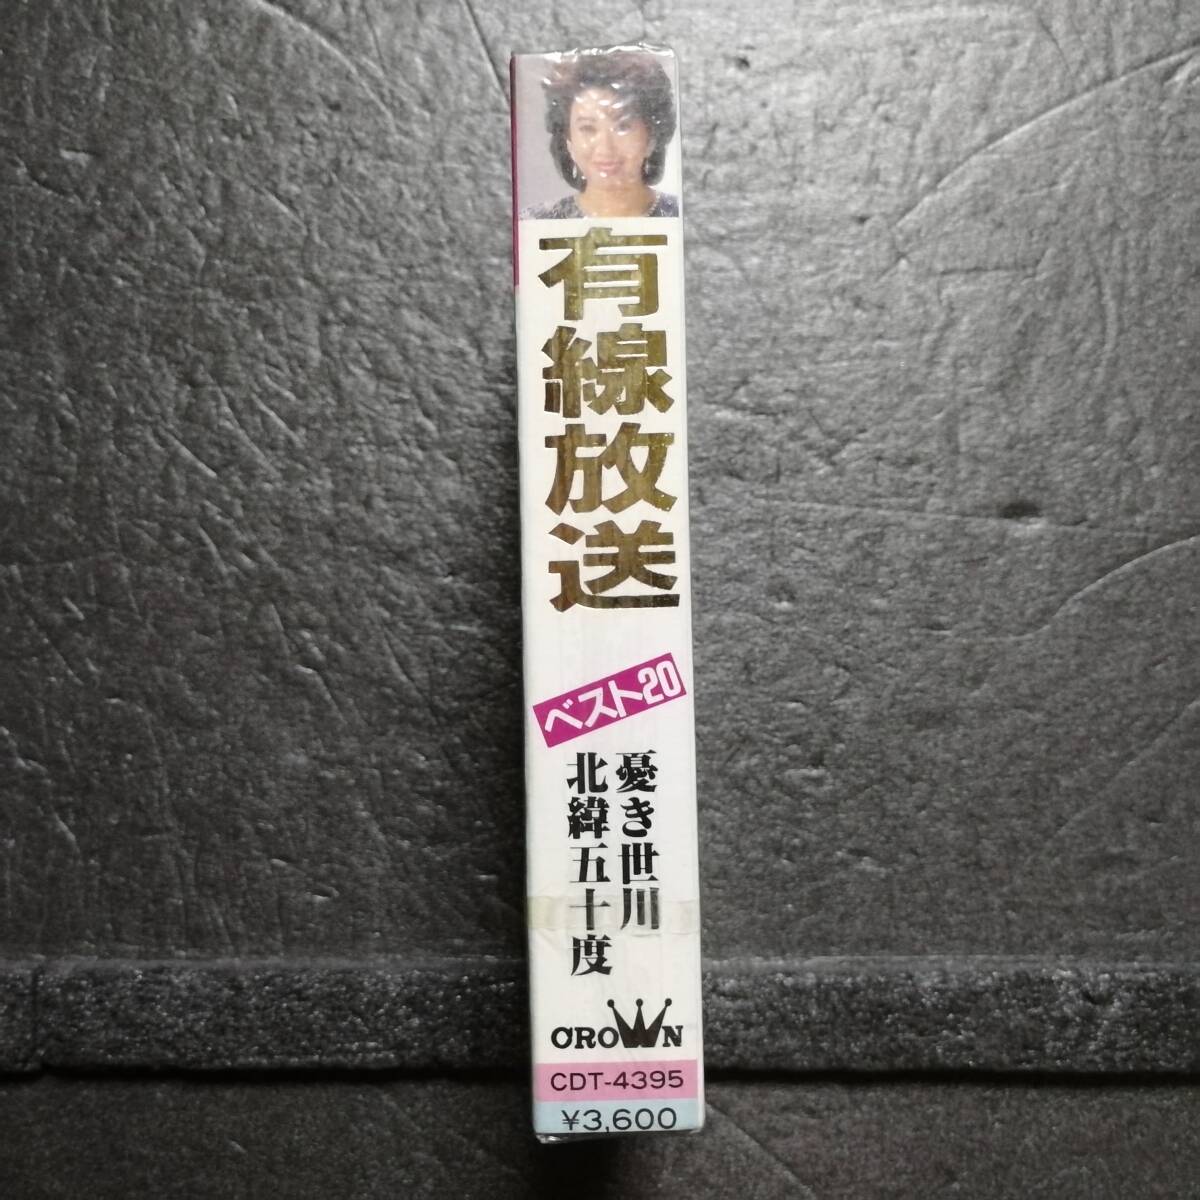 有線放送
ベスト20
憂き世川
北緯五十度
CROWN
CDT-4395
¥3,600